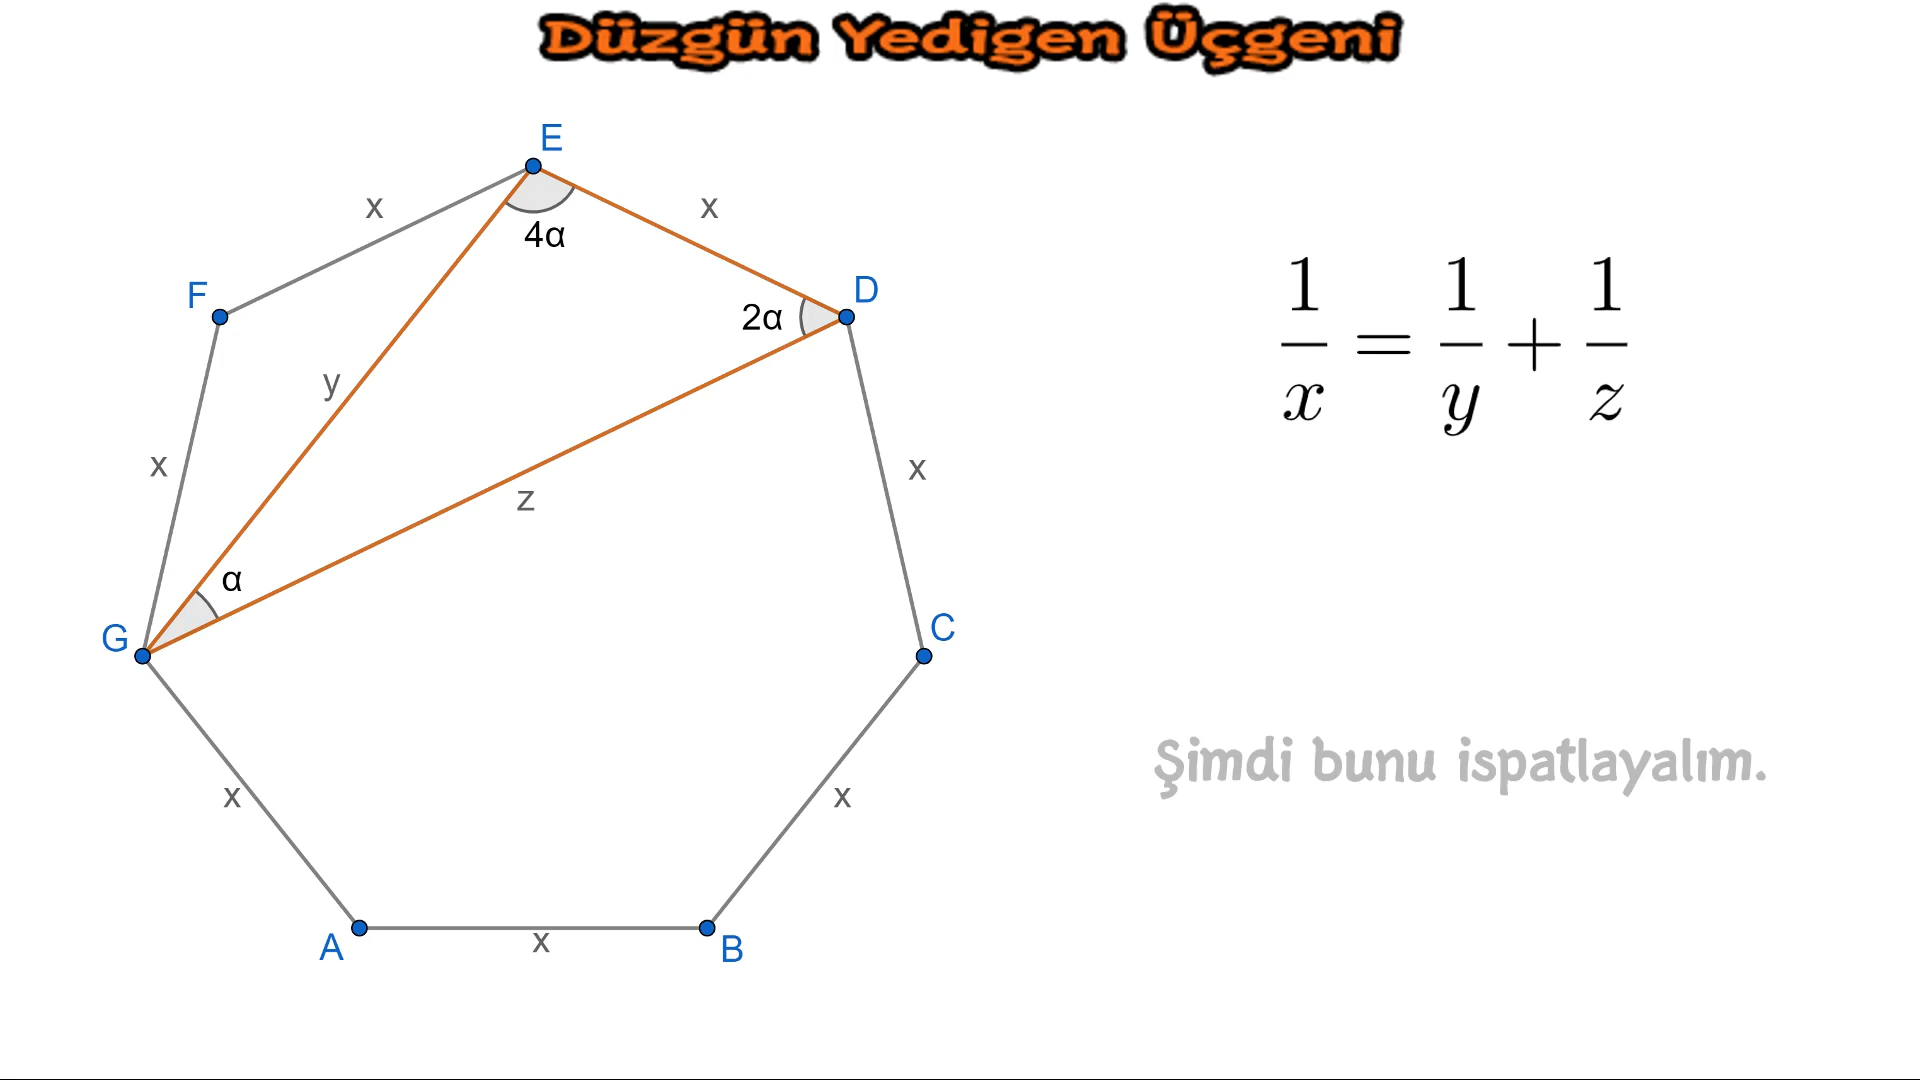 Düzgün Yedigen Üçgeni
E
x
x
4α
F
D
2α
y
x
x
z
α
G
C
x
x
A
x
B
1/x = 1/y + 1/z
Şimdi bunu ispatlayalım.